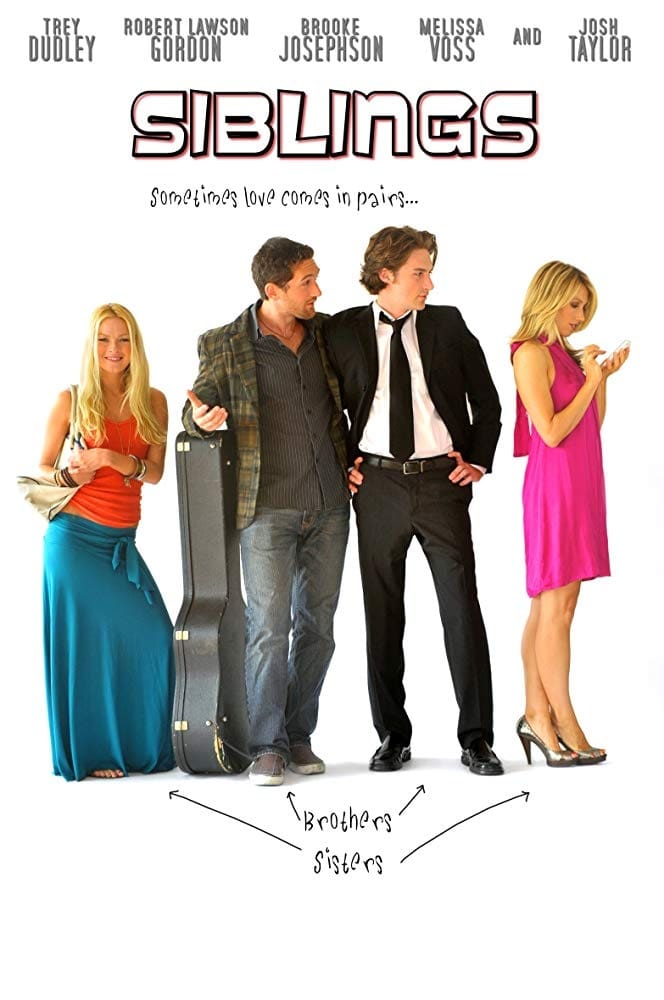 TREY DUDLEY ROBERT LAWSON GORDON BROOKE JOSEPHSON MELISSA VOSS AND JOSH TAYLOR
SIBLINGS
Sometimes love comes in pairs...
Brothers
Sisters